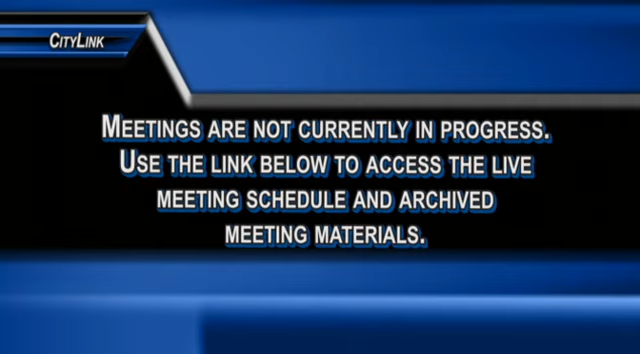 CityLink
Meetings are not currently in progress.
Use the link below to access the live
meeting schedule and archived
meeting materials.